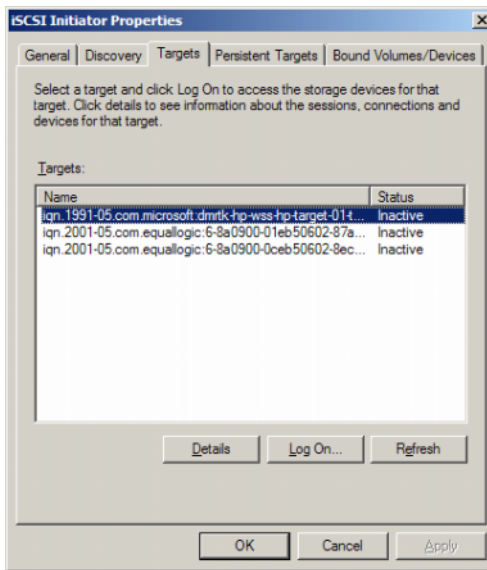 iSCSI Initiator Properties
General Discovery Targets Persistent Targets Bound Volumes/Devices
Select a target and click Log On to access the storage devices for that
target. Click details to see information about the sessions, connections and
devices for that target.
Targets:
Name Status
iqn.1991-05.com.microsoft:dmrtk-hp-wss-hp-target-01-t... Inactive
iqn.2001-05.com.equallogic:6-8a0900-01eb50602-87a... Inactive
iqn.2001-05.com.equallogic:6-8a0900-0ceb50602-8ec... Inactive
Details Log On... Refresh
OK Cancel Apply